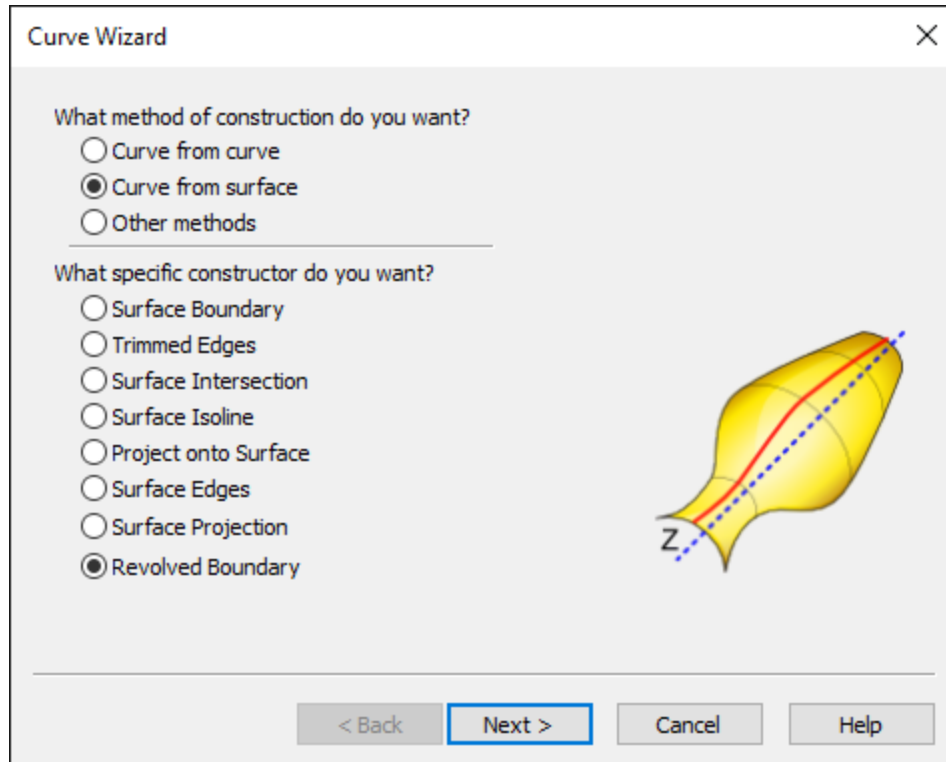 Curve Wizard
What method of construction do you want?
Curve from curve
Curve from surface
Other methods
What specific constructor do you want?
Surface Boundary
Trimmed Edges
Surface Intersection
Surface Isoline
Project onto Surface
Surface Edges
Surface Projection
Revolved Boundary
Z
< Back
Next >
Cancel
Help